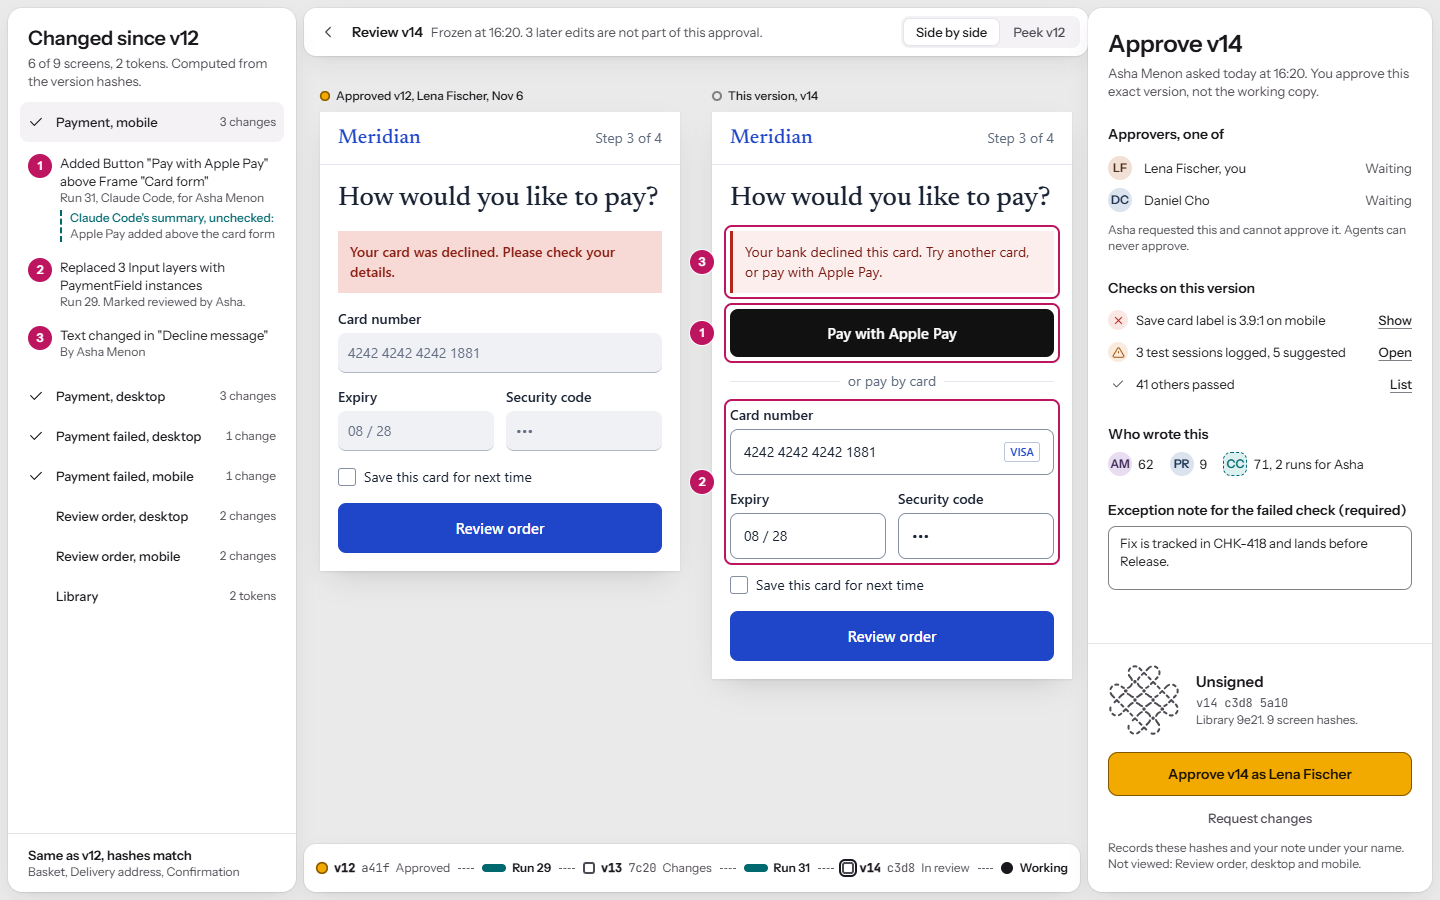 Changed since v12
6 of 9 screens, 2 tokens. Computed from
the version hashes.
Payment, mobile
3 changes
1
Added Button "Pay with Apple Pay"
above Frame "Card form"
Run 31, Claude Code, for Asha Menon
Claude Code's summary, unchecked:
Apple Pay added above the card form
2
Replaced 3 Input layers with
PaymentField instances
Run 29. Marked reviewed by Asha.
3
Text changed in "Decline message"
By Asha Menon
Payment, desktop
3 changes
Payment failed, desktop
1 change
Payment failed, mobile
1 change
Review order, desktop
2 changes
Review order, mobile
2 changes
Library
2 tokens
Same as v12, hashes match
Basket, Delivery address, Confirmation
Review v14
Frozen at 16:20. 3 later edits are not part of this approval.
Side by side
Peek v12
Approved v12, Lena Fischer, Nov 6
Meridian
Step 3 of 4
How would you like to pay?
Your card was declined. Please check your
details.
Card number
4242 4242 4242 1881
Expiry
Security code
08 / 28
•••
Save this card for next time
Review order
This version, v14
Meridian
Step 3 of 4
How would you like to pay?
3
Your bank declined this card. Try another card,
or pay with Apple Pay.
1
Pay with Apple Pay
or pay by card
Card number
4242 4242 4242 1881
VISA
2
Expiry
Security code
08 / 28
•••
Save this card for next time
Review order
v12 a41f Approved
Run 29
v13 7c20 Changes
Run 31
v14 c3d8 In review
Working
Approve v14
Asha Menon asked today at 16:20. You approve this
exact version, not the working copy.
Approvers, one of
LF
Lena Fischer, you
Waiting
DC
Daniel Cho
Waiting
Asha requested this and cannot approve it. Agents can
never approve.
Checks on this version
Save card label is 3.9:1 on mobile
Show
3 test sessions logged, 5 suggested
Open
41 others passed
List
Who wrote this
AM 62
PR 9
CC 71, 2 runs for Asha
Exception note for the failed check (required)
Fix is tracked in CHK-418 and lands before
Release.
Unsigned
v14 c3d8 5a10
Library 9e21. 9 screen hashes.
Approve v14 as Lena Fischer
Request changes
Records these hashes and your note under your name.
Not viewed: Review order, desktop and mobile.